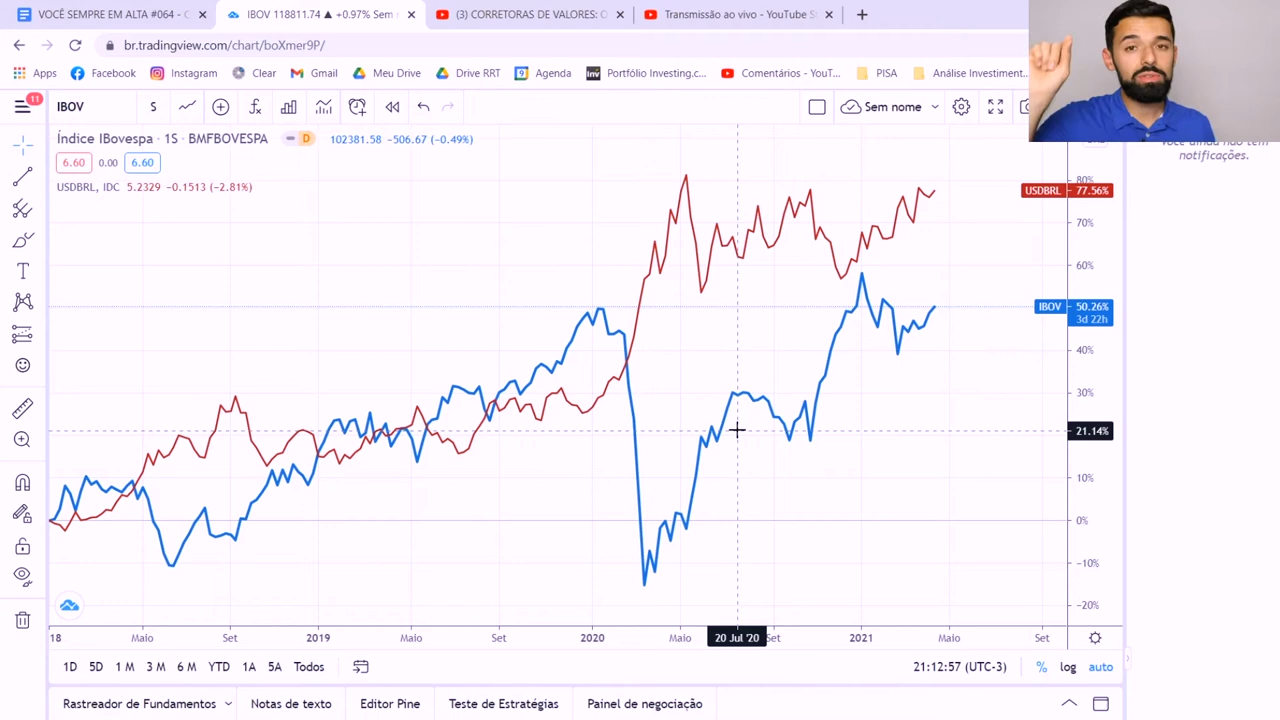 VOCÊ SEMPRE EM ALTA #064 - C
IBOV 118811.74 ▲ +0.97% Sem
(3) CORRETORAS DE VALORES: O
Transmissão ao vivo - YouTube S
br.tradingview.com/chart/boXmer9P/
Apps Facebook Instagram Clear Gmail Meu Drive Drive RRT Agenda Portfólio Investing.c... Comentários - YouT... PISA Análise Investiment...
11 IBOV S Sem nome
Índice IBovespa · 1S · BMFBOVESPA D 102381.58 −506.67 (−0.49%)
6.60 0.00 6.60
USDBRL, IDC 5.2329 −0.1513 (−2.81%)
notificações.
80%
USDBRL 77.56%
70%
60%
IBOV 50.26%
3d 22h
40%
30%
21.14%
10%
0%
−10%
−20%
18 Maio Set 2019 Maio Set 2020 Maio 20 Jul '20 Set 2021 Maio Set
1D 5D 1 M 3 M 6 M YTD 1A 5A Todos 21:12:57 (UTC-3) % log auto
Rastreador de Fundamentos Notas de texto Editor Pine Teste de Estratégias Painel de negociação